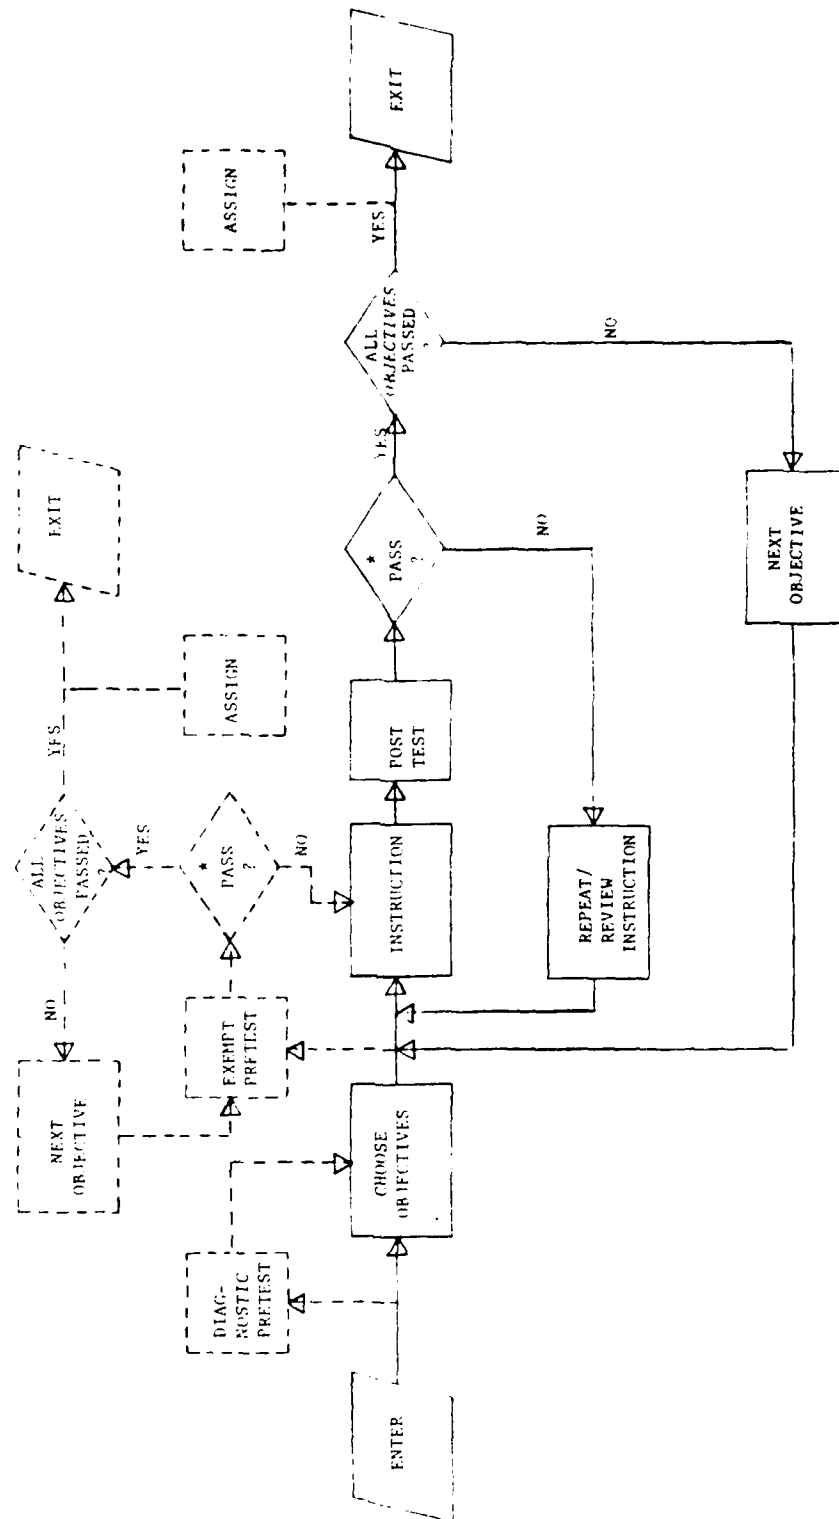 ENTER
DIAG-
NOSTIC
PRETEST
CHOOSE
OBJECTIVES
NEXT
OBJECTIVE
NO
EXEMPT
PRETEST
ALL
OBJECTIVES
PASSED
?
YES
*
PASS
?
YES
NO
ASSIGN
EXIT
INSTRUCTION
POST
TEST
REPEAT/
REVIEW
INSTRUCTION
*
PASS
?
YES
NO
ALL
OBJECTIVES
PASSED
?
YES
NO
NEXT
OBJECTIVE
ASSIGN
EXIT